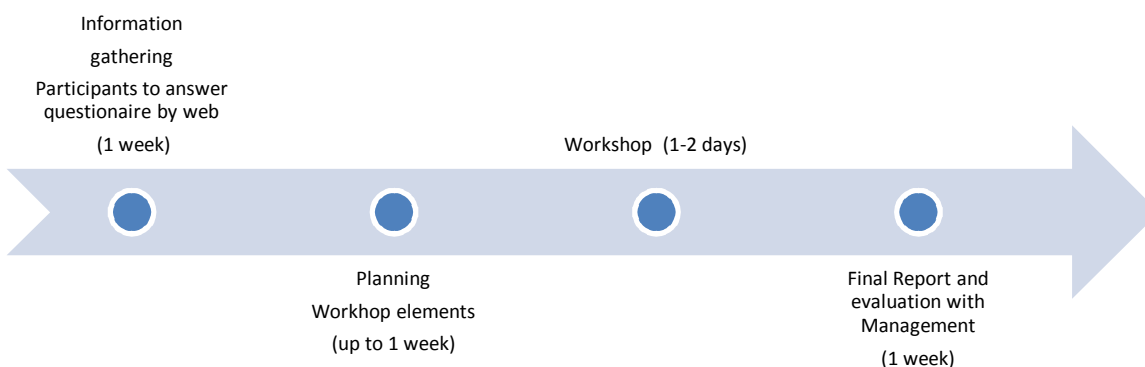 Information
gathering
Participants to answer
questionaire by web
(1 week)
Planning
Workhop elements
(up to 1 week)
Workshop  (1-2 days)
Final Report and
evaluation with
Management
(1 week)